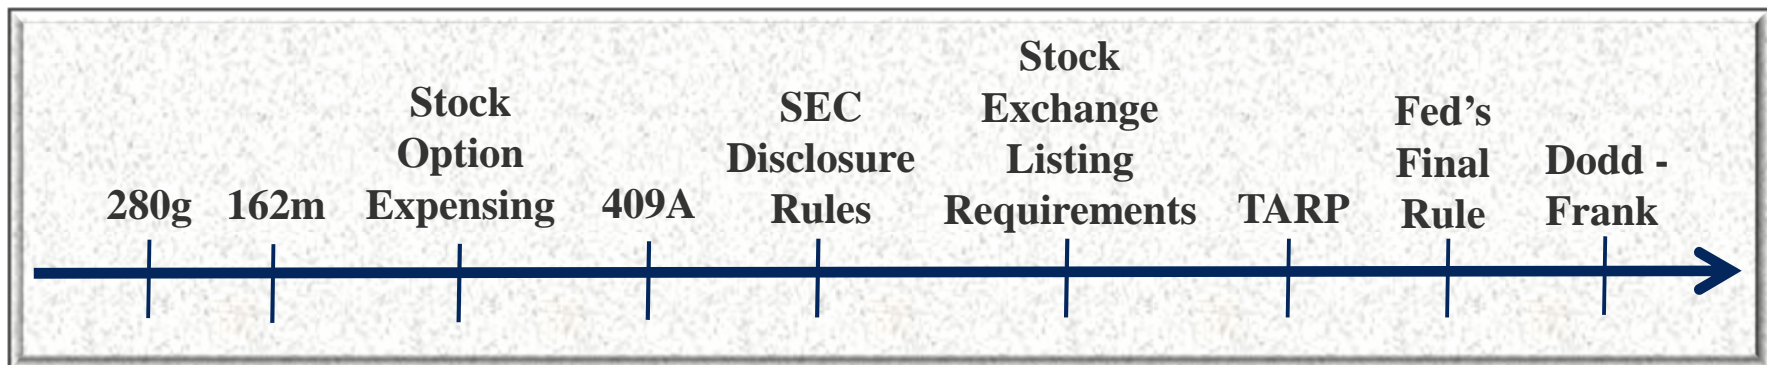 280g
162m
Stock
Option
Expensing
409A
SEC
Disclosure
Rules
Stock
Exchange
Listing
Requirements
TARP
Fed’s
Final
Rule
Dodd -
Frank